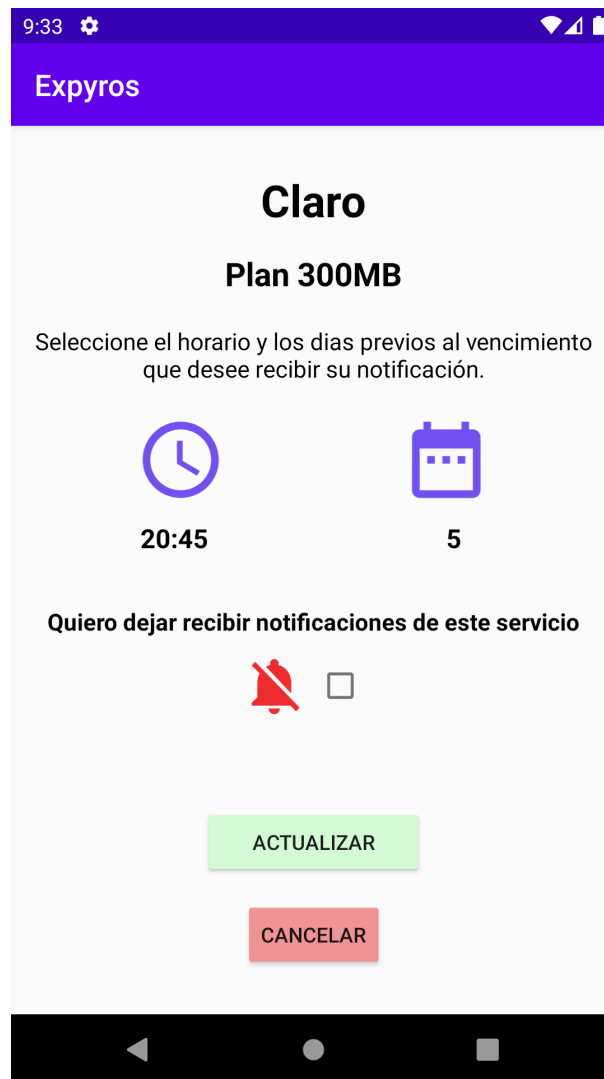 9:33
Expyros
Claro
Plan 300MB
Seleccione el horario y los dias previos al vencimiento
que desee recibir su notificación.
20:45
5
Quiero dejar recibir notificaciones de este servicio
ACTUALIZAR
CANCELAR